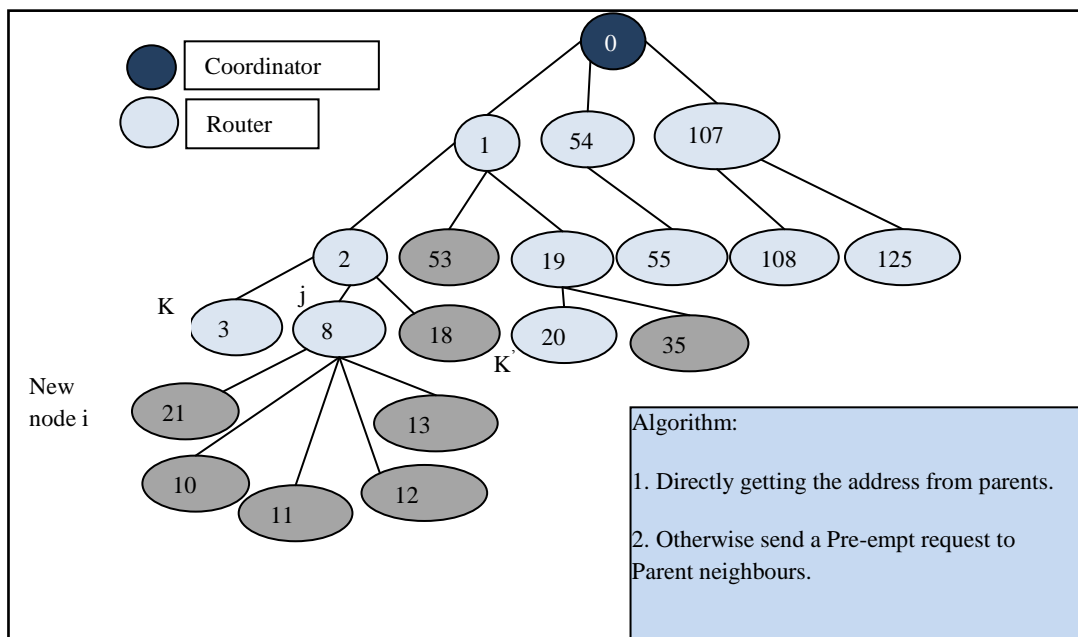 0
Coordinator
Router
1
54
107
2
53
19
55
108
125
K
j
3
8
18
K’
20
35
New
node i
21
13
10
11
12
Algorithm:
1. Directly getting the address from parents.
2. Otherwise send a Pre-empt request to
Parent neighbours.